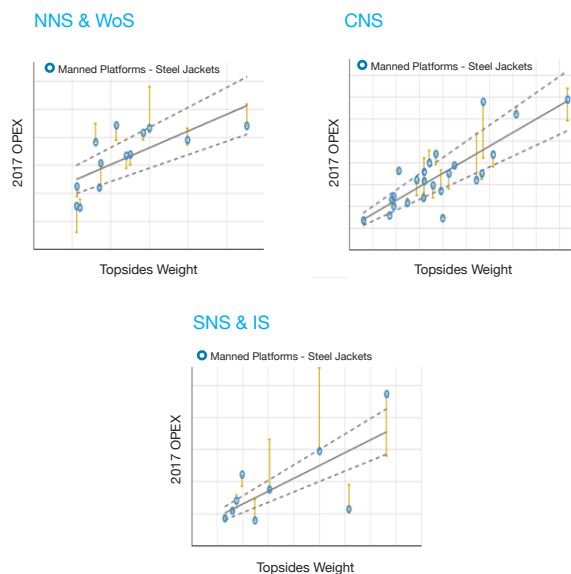 NNS & WoS
Manned Platforms - Steel Jackets
2017 OPEX
Topsides Weight
CNS
Manned Platforms - Steel Jackets
2017 OPEX
Topsides Weight
SNS & IS
Manned Platforms - Steel Jackets
2017 OPEX
Topsides Weight